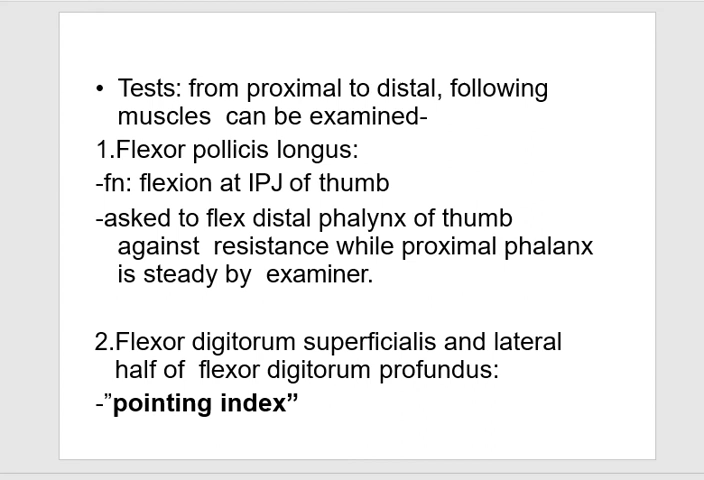 • Tests: from proximal to distal, following
muscles  can be examined-
1.Flexor pollicis longus:
-fn: flexion at IPJ of thumb
-asked to flex distal phalynx of thumb
against  resistance while proximal phalanx
is steady by  examiner.
2.Flexor digitorum superficialis and lateral
half of  flexor digitorum profundus:
-”pointing index”